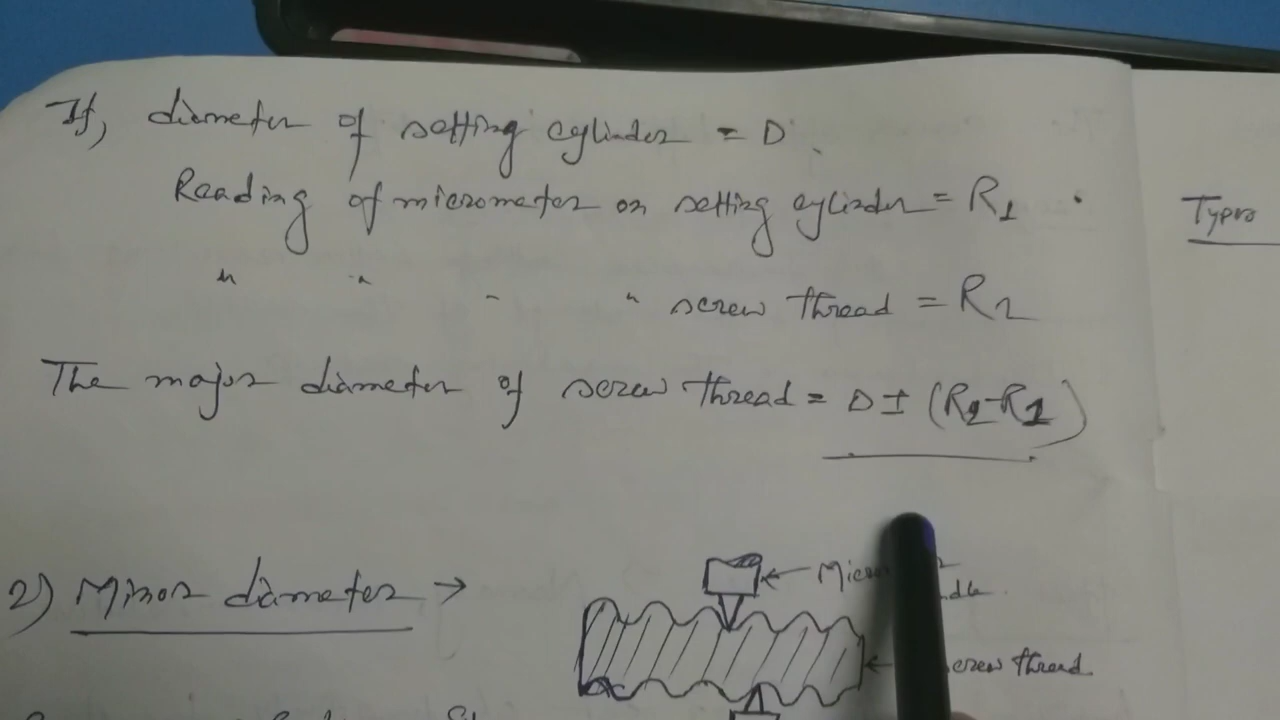 If, diameter of setting cylinder = D.
Reading of micrometer on setting cylinder = R1
" " " " screw thread = R2
The major diameter of screw thread = D ± (R2-R1)
Types
2) Minor diameter →
screw thread